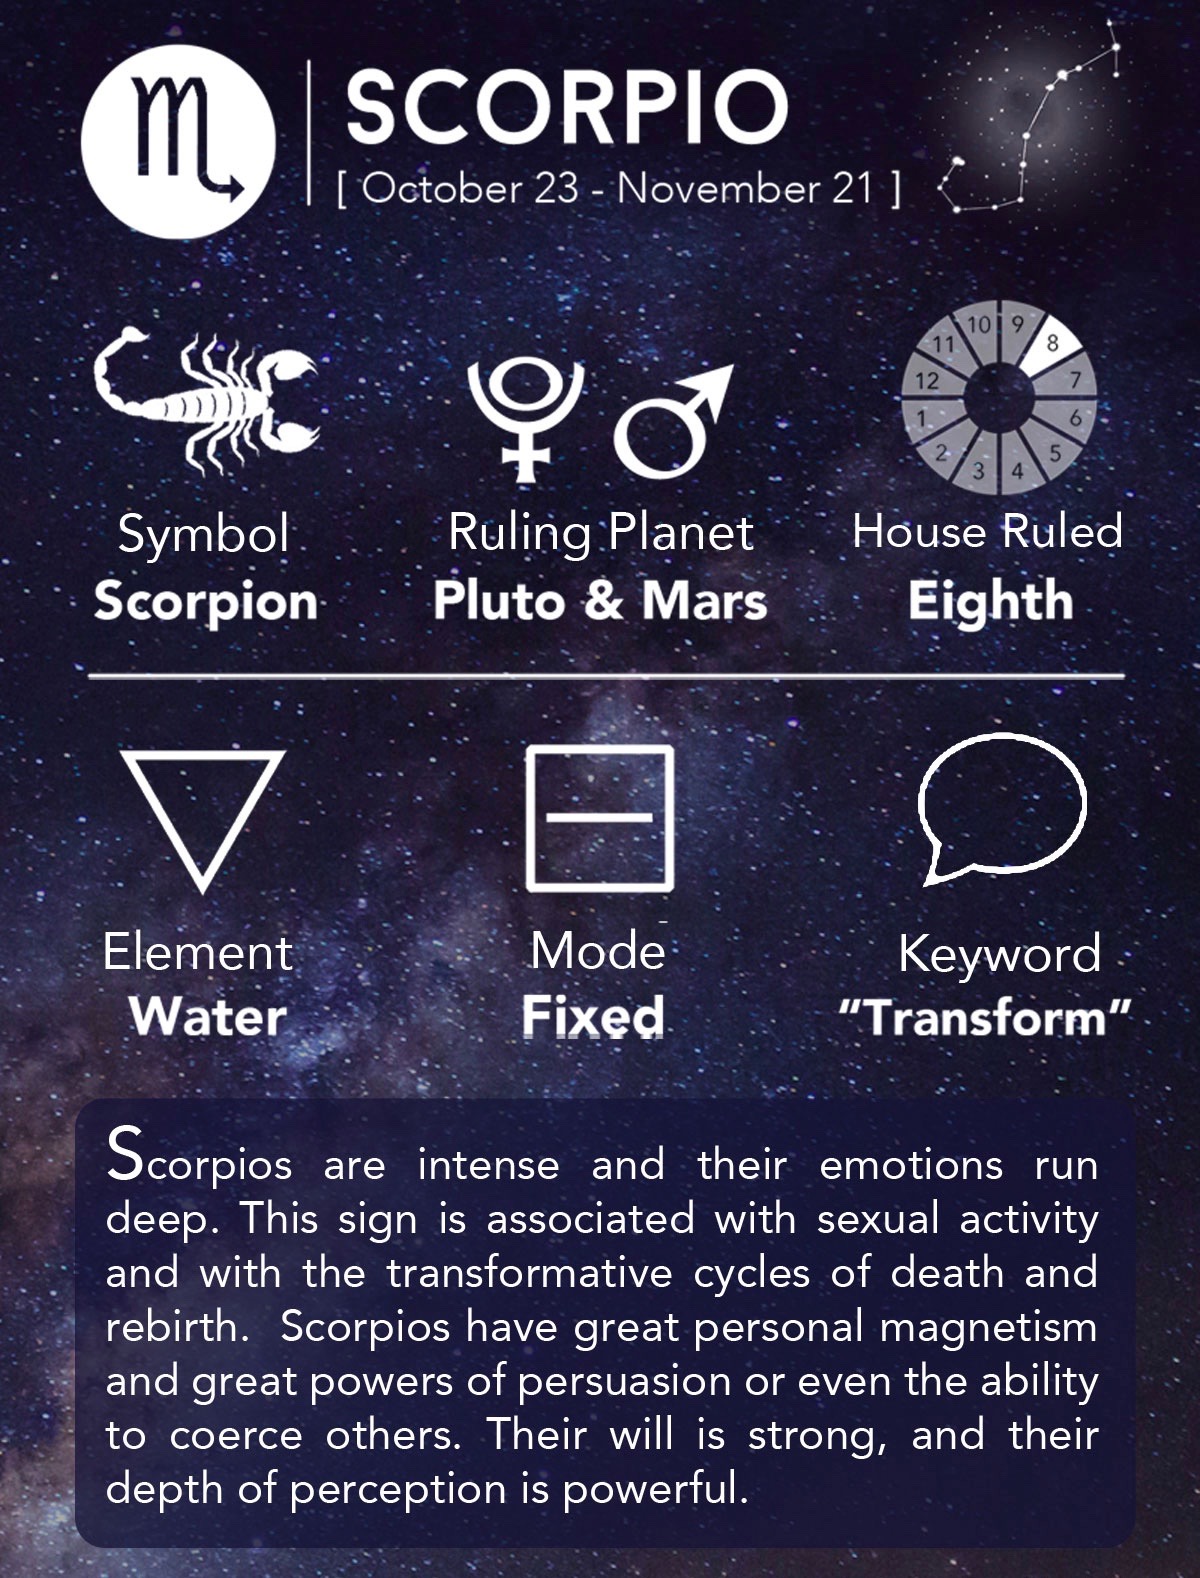 SCORPIO
[ October 23 - November 21 ]
10 9
11 8
12 7
1 6
2 5
3 4
Symbol
Scorpion
Ruling Planet
Pluto & Mars
House Ruled
Eighth
Element
Water
Mode
Fixed
Keyword
“Transform”
Scorpios are intense and their emotions run
deep. This sign is associated with sexual activity
and with the transformative cycles of death and
rebirth. Scorpios have great personal magnetism
and great powers of persuasion or even the ability
to coerce others. Their will is strong, and their
depth of perception is powerful.